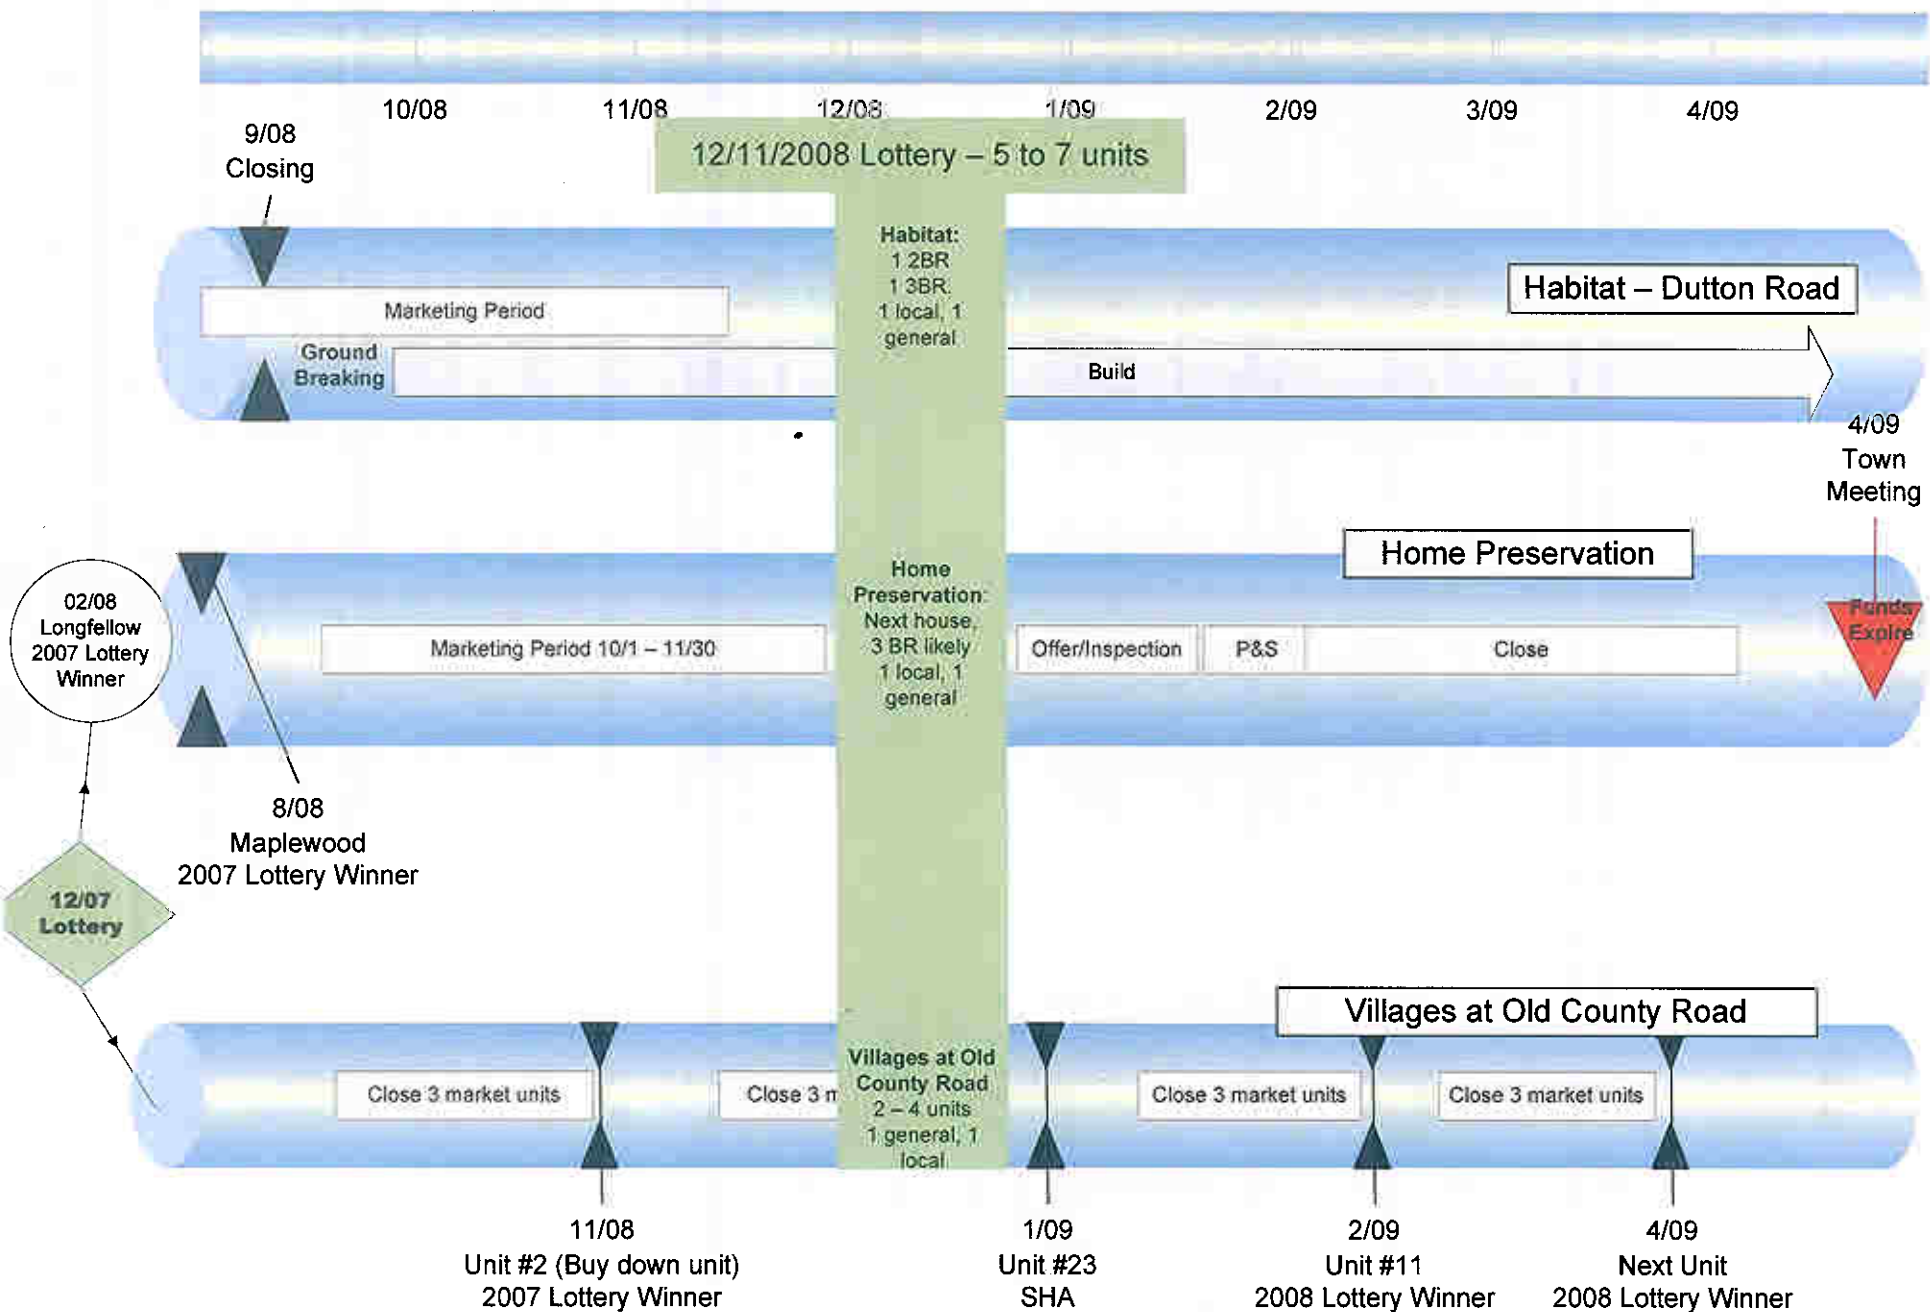 10/08
11/08
12/08
1/09
2/09
3/09
4/09
9/08
Closing
12/11/2008 Lottery – 5 to 7 units
Habitat:
1 2BR
1 3BR.
1 local, 1
general
Habitat – Dutton Road
Marketing Period
Ground
Breaking
Build
4/09
Town
Meeting
Home Preservation
02/08
Longfellow
2007 Lottery
Winner
Marketing Period 10/1 – 11/30
Home
Preservation:
Next house,
3 BR likely
1 local, 1
general
Offer/Inspection
P&S
Close
Funds
Expire
8/08
Maplewood
2007 Lottery Winner
12/07
Lottery
Villages at Old County Road
Close 3 market units
Close 3 m
Villages at Old
County Road
2 – 4 units
1 general, 1
local
Close 3 market units
Close 3 market units
11/08
Unit #2 (Buy down unit)
2007 Lottery Winner
1/09
Unit #23
SHA
2/09
Unit #11
2008 Lottery Winner
4/09
Next Unit
2008 Lottery Winner